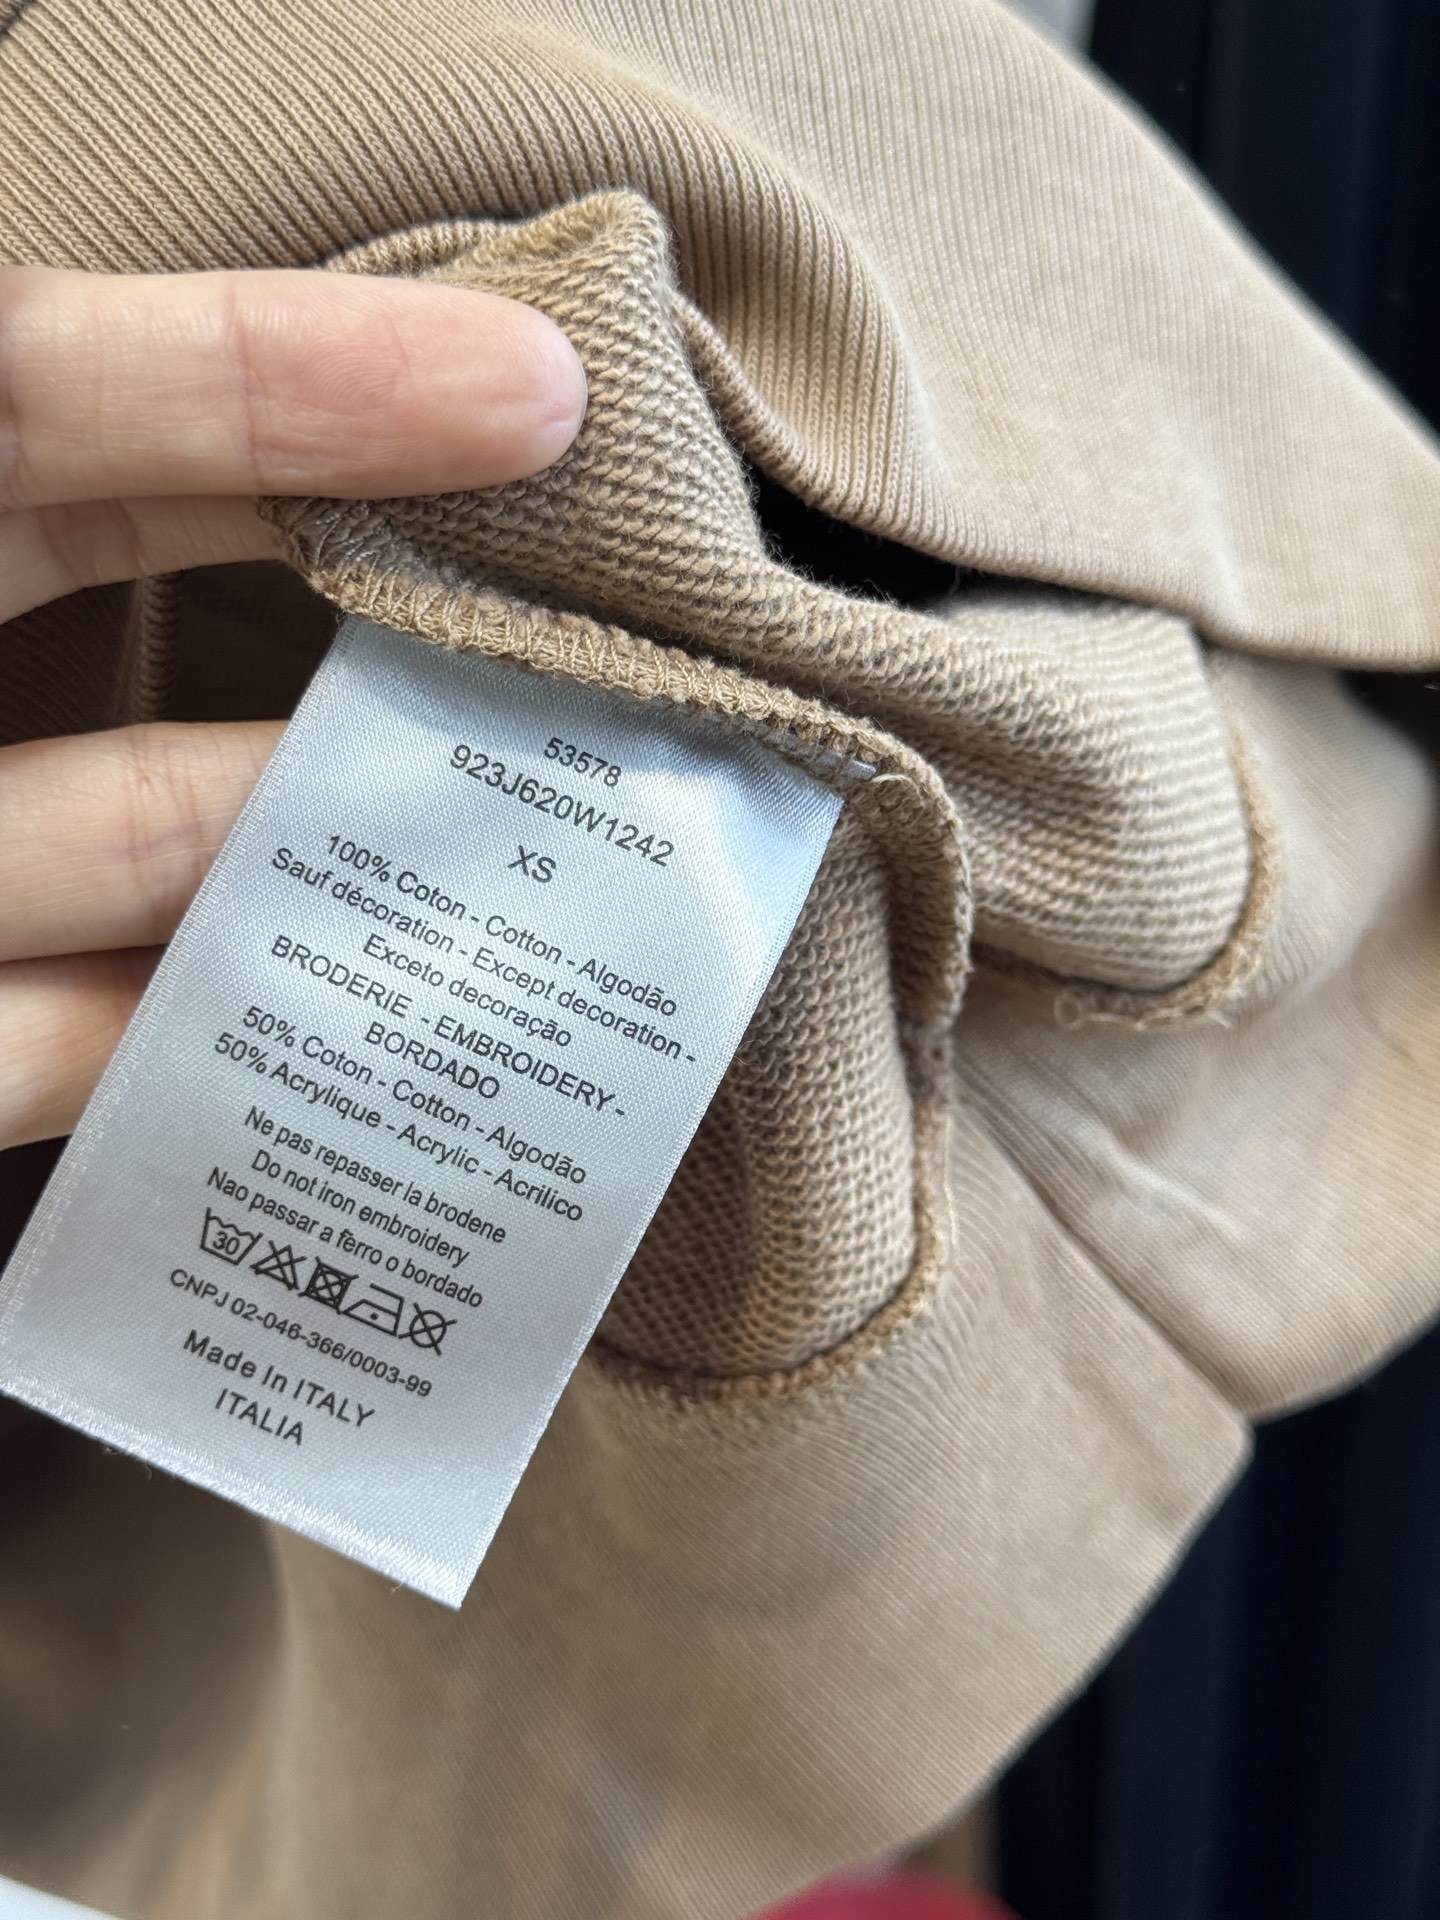 53578
923J620W1242
XS
100% Coton - Cotton - Algodão
Sauf décoration - Except decoration -
Exceto decoração
BRODERIE - EMBROIDERY -
BORDADO
50% Coton - Cotton - Algodão
50% Acrylique - Acrylic - Acrilico
Ne pas repasser la brodene
Do not iron embroidery
Nao passar a ferro o bordado
30
CNPJ 02-046-366/0003-99
Made In ITALY
ITALIA